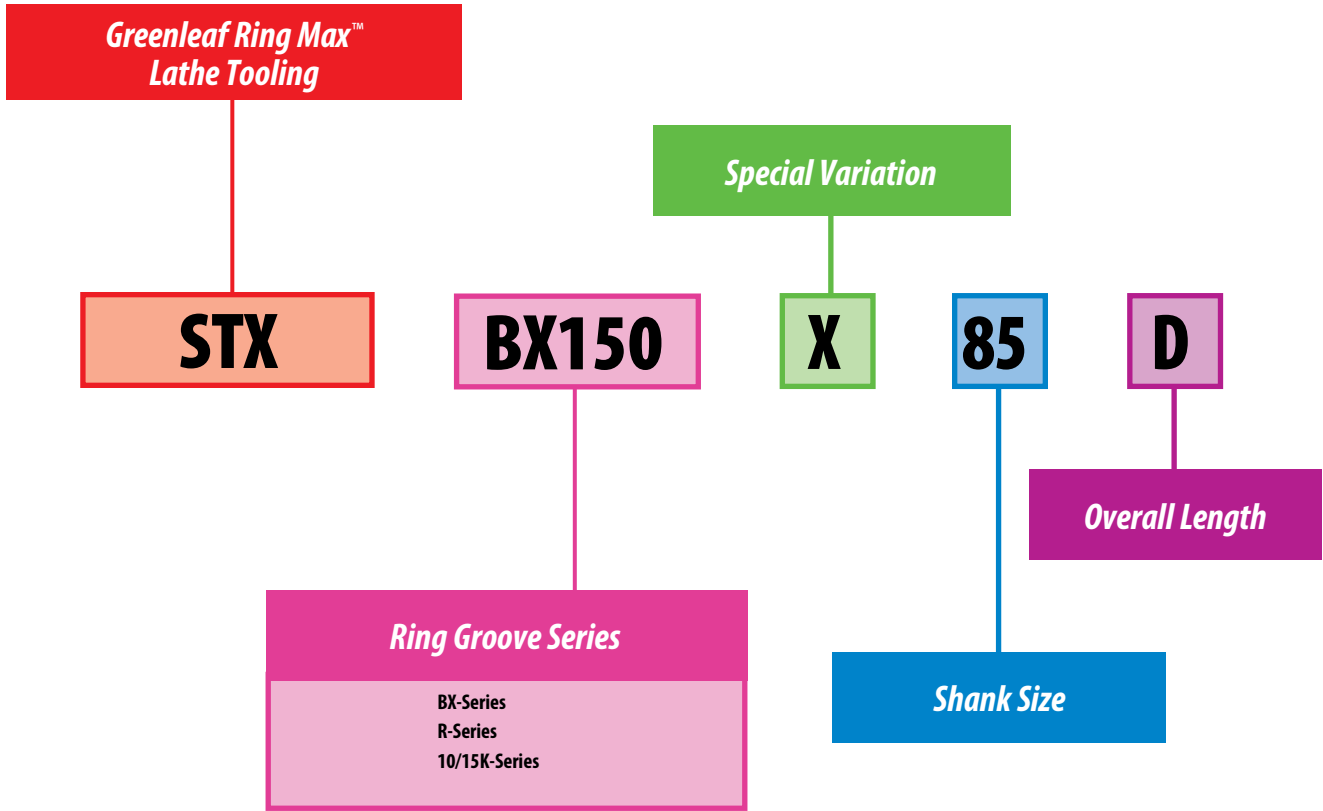 Greenleaf Ring Max™
Lathe Tooling
Special Variation
STX BX150 X 85 D
Overall Length
Ring Groove Series
BX-Series
R-Series
10/15K-Series
Shank Size